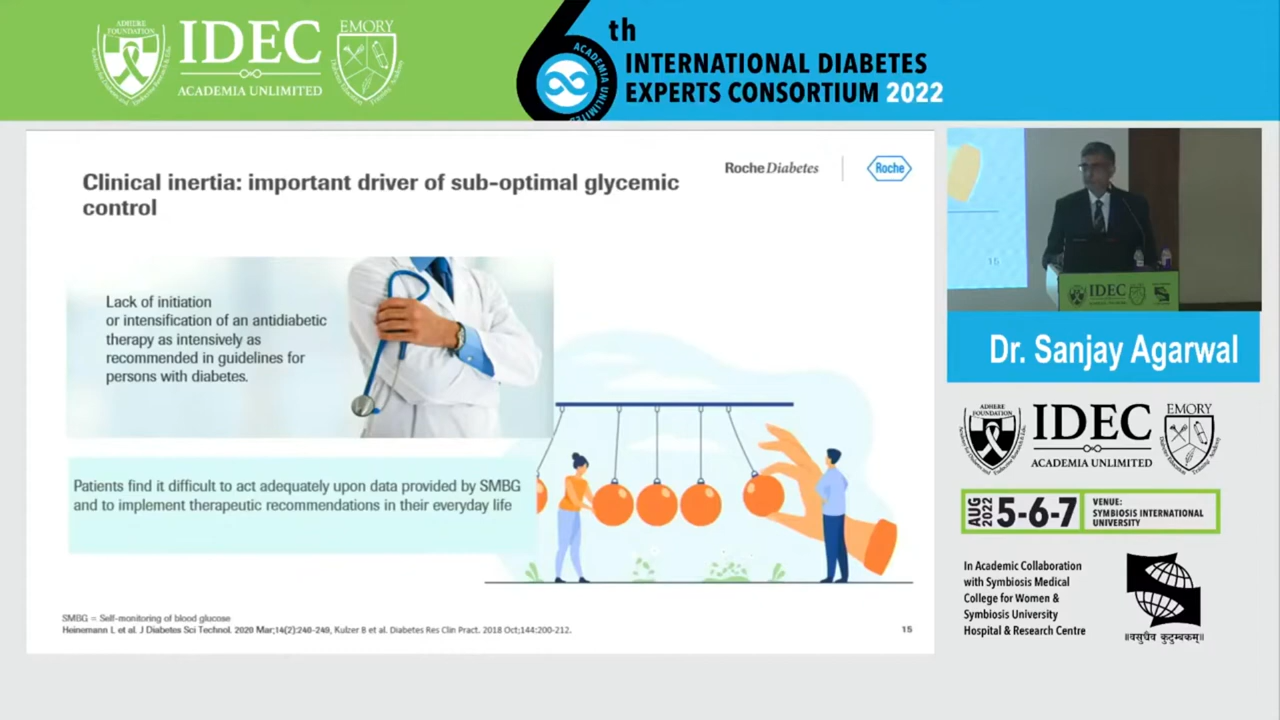 ADHERE
FOUNDATION
IDEC
ACADEMIA UNLIMITED
EMORY
6th
ACADEMIA UNLIMITED
INTERNATIONAL DIABETES
EXPERTS CONSORTIUM 2022
Clinical inertia: important driver of sub-optimal glycemic
control
RocheDiabetes
Roche
Lack of initiation
or intensification of an antidiabetic
therapy as intensively as
recommended in guidelines for
persons with diabetes.
Patients find it difficult to act adequately upon data provided by SMBG
and to implement therapeutic recommendations in their everyday life
SMBG = Self-monitoring of blood glucose
Heinemann L et al. J Diabetes Sci Technol. 2020 Mar;14(2):240-249, Kulzer B et al. Diabetes Res Clin Pract. 2018 Oct;144:200-212.
15
15
IDEC
Dr. Sanjay Agarwal
ADHERE
FOUNDATION
IDEC
ACADEMIA UNLIMITED
EMORY
AUG
2022
5-6-7
VENUE:
SYMBIOSIS INTERNATIONAL
UNIVERSITY
In Academic Collaboration
with Symbiosis Medical
College for Women &
Symbiosis University
Hospital & Research Centre
॥वसुधैव कुटुम्बकम्॥